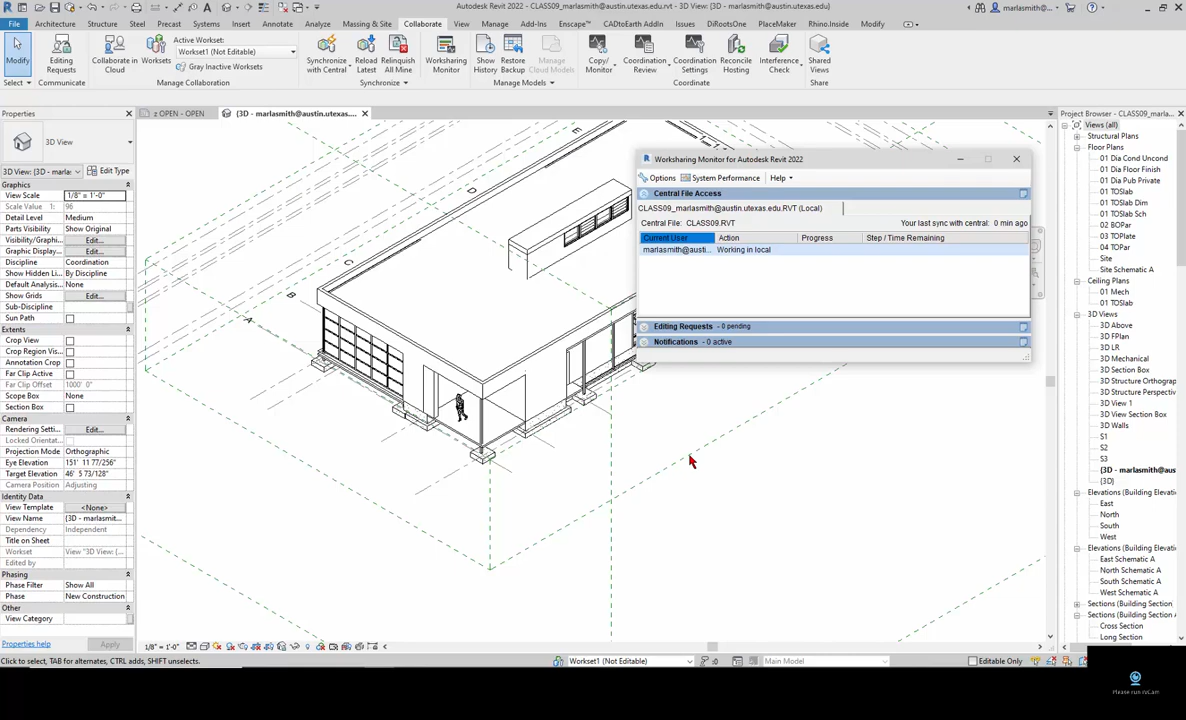 Autodesk Revit 2022 - CLASS09_marlasmith@austin.utexas.edu.rvt - 3D View: {3D - marlasmith@austin.utexas.edu}
marlasmith@...
File Architecture Structure Steel Precast Systems Insert Annotate Analyze Massing & Site Collaborate View Manage Add-Ins Enscape™ CADtoEarth AddIn Issues DiRootsOne PlaceMaker Rhino.Inside Modify
Modify
Editing Requests
Collaborate in Cloud
Worksets
Active Workset:
Workset1 (Not Editable)
Gray Inactive Worksets
Synchronize with Central
Reload Latest
Relinquish All Mine
Worksharing Monitor
Show History
Restore Backup
Manage Cloud Models
Copy/ Monitor
Coordination Review
Coordination Settings
Reconcile Hosting
Interference Check
Shared Views
Select Communicate Manage Collaboration Synchronize Manage Models Coordinate Share
Properties
z OPEN - OPEN
{3D - marlasmith@austin.utexas....
3D View
3D View: {3D - marla
Edit Type
Graphics
View Scale 1/8" = 1'-0"
Scale Value 1: 96
Detail Level Medium
Parts Visibility Show Original
Visibility/Graphi... Edit...
Graphic Display... Edit...
Discipline Coordination
Show Hidden Li... By Discipline
Default Analysi... None
Show Grids Edit...
Sub-Discipline
Sun Path
Extents
Crop View
Crop Region Vis...
Annotation Crop
Far Clip Active
Far Clip Offset 1000' 0"
Scope Box None
Section Box
Camera
Rendering Setti... Edit...
Locked Orientat...
Projection Mode Orthographic
Eye Elevation 151' 11 77/256"
Target Elevation 46' 5 73/128"
Camera Position Adjusting
Identity Data
View Template <None>
View Name {3D - marlasmit...
Dependency Independent
Title on Sheet
Workset View "3D View: {...
Edited by
Phasing
Phase Filter Show All
Phase New Construction
Other
View Category
Properties help
Apply
A
B
C
D
E
Worksharing Monitor for Autodesk Revit 2022
Options System Performance Help
Central File Access
CLASS09_marlasmith@austin.utexas.edu.RVT (Local)
Central File: CLASS09.RVT
Your last sync with central: 0 min ago
Current User Action Progress Step / Time Remaining
marlasmith@austi... Working in local
Editing Requests - 0 pending
Notifications - 0 active
Project Browser - CLASS09_marla...
Views (all)
Structural Plans
Floor Plans
01 Dia Cond Uncond
01 Dia Floor Finish
01 Dia Pub Private
01 TOSlab
01 TOSlab Dim
01 TOSlab Sch
02 BOPar
03 TOPlate
04 TOPar
Site
Site Schematic A
Ceiling Plans
01 Mech
01 TOSlab
3D Views
3D Above
3D FPlan
3D LR
3D Mechanical
3D Section Box
3D Structure Orthograp
3D Structure Perspectiv
3D View 1
3D View Section Box
3D Walls
S1
S2
S3
{3D - marlasmith@aus
{3D}
Elevations (Building Elevatio
East
North
South
West
Elevations (Building Elevatio
East Schematic A
North Schematic A
South Schematic A
West Schematic A
Sections (Building Section)
Sections (Building Section
Cross Section
Long Section
1/8" = 1'-0"
Click to select, TAB for alternates, CTRL adds, SHIFT unselects.
Workset1 (Not Editable)
:0
Main Model
Editable Only